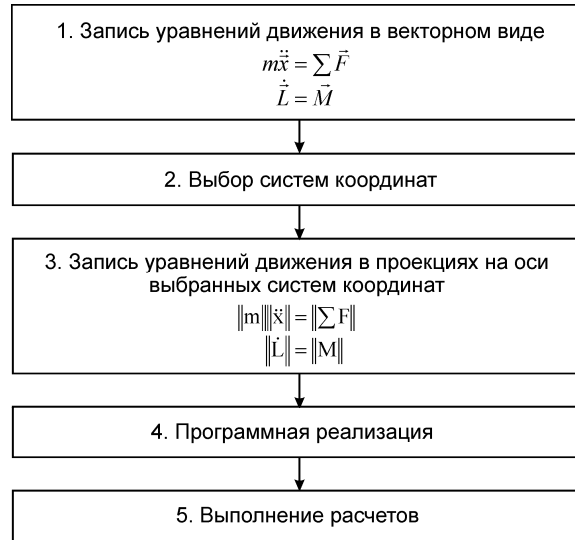 1. Запись уравнений движения в векторном виде
m\ddot{\vec{x}} = ∑ \vec{F}
\dot{\vec{L}} = \vec{M}
2. Выбор систем координат
3. Запись уравнений движения в проекциях на оси
выбранных систем координат
‖m‖‖ẍ‖ = ‖∑F‖
‖\dot{L}‖ = ‖M‖
4. Программная реализация
5. Выполнение расчетов